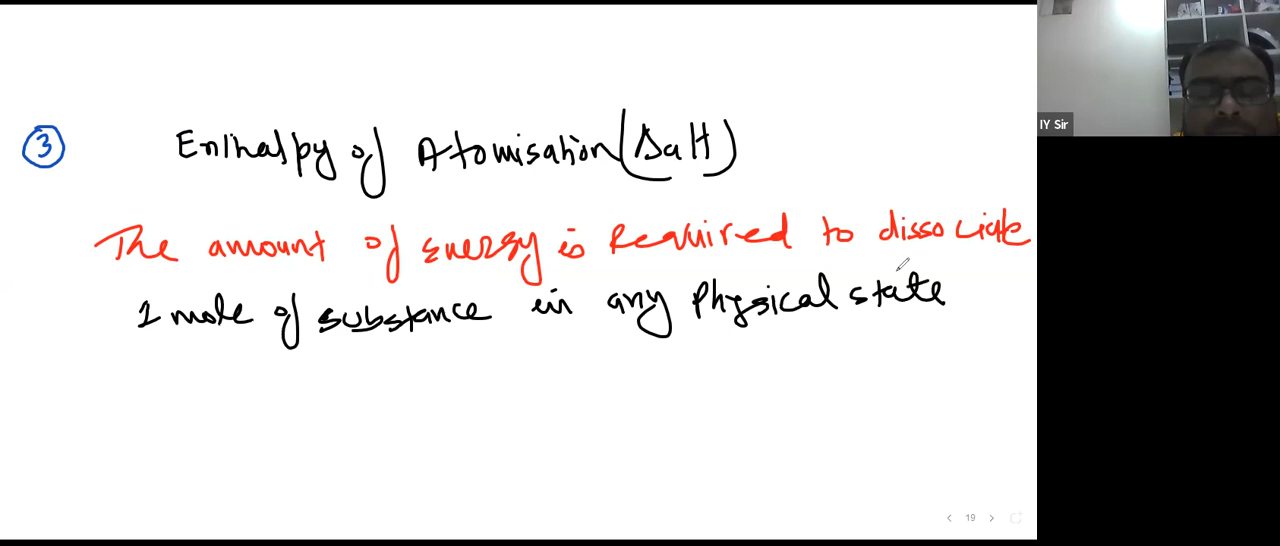 3 Enthalpy of Atomisation (ΔaH)
The amount of energy is required to dissociate
1 mole of substance in any physical state
IY Sir
19